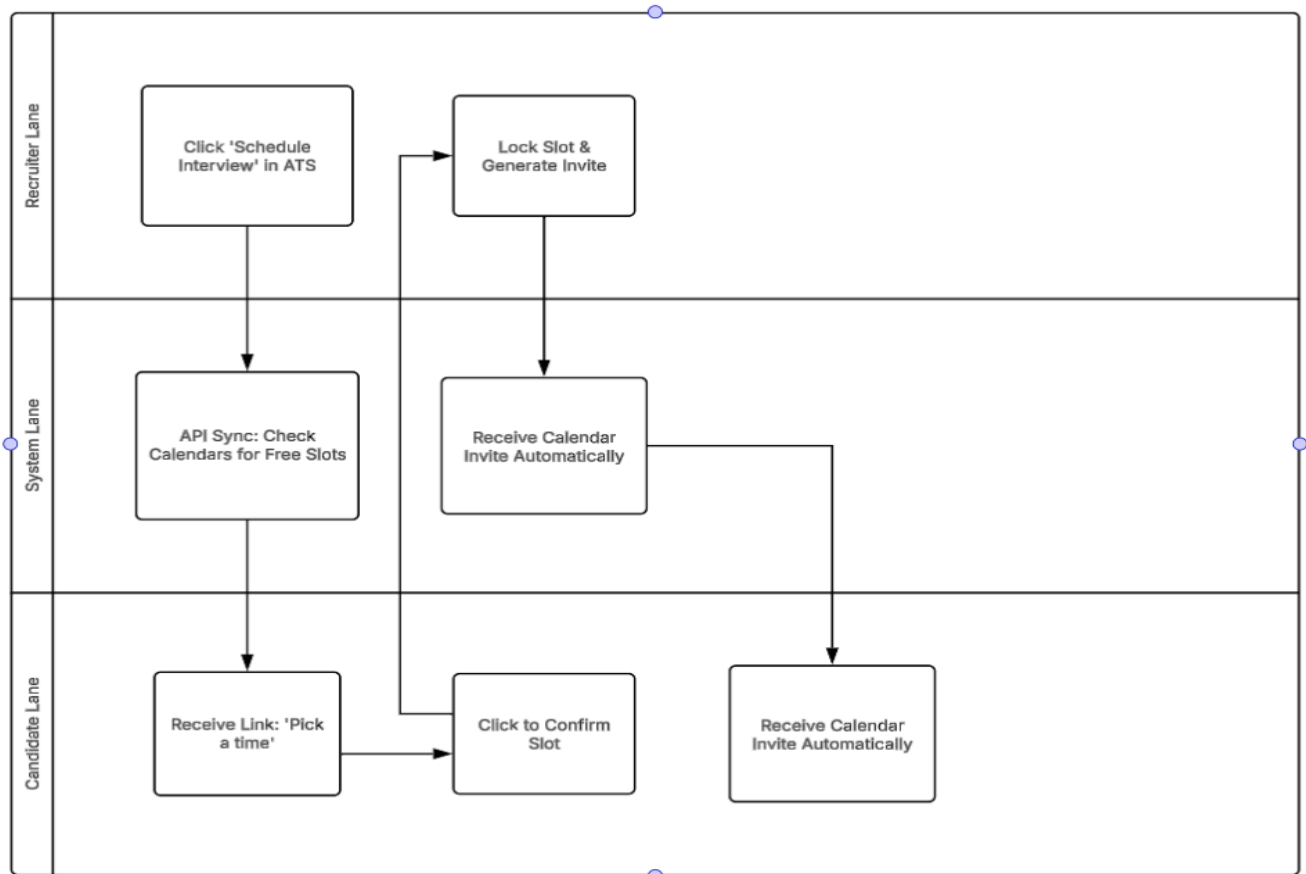 Recruiter Lane
Click 'Schedule
Interview' in ATS
Lock Slot &
Generate Invite
System Lane
API Sync: Check
Calendars for Free Slots
Receive Calendar
Invite Automatically
Candidate Lane
Receive Link: 'Pick
a time'
Click to Confirm
Slot
Receive Calendar
Invite Automatically